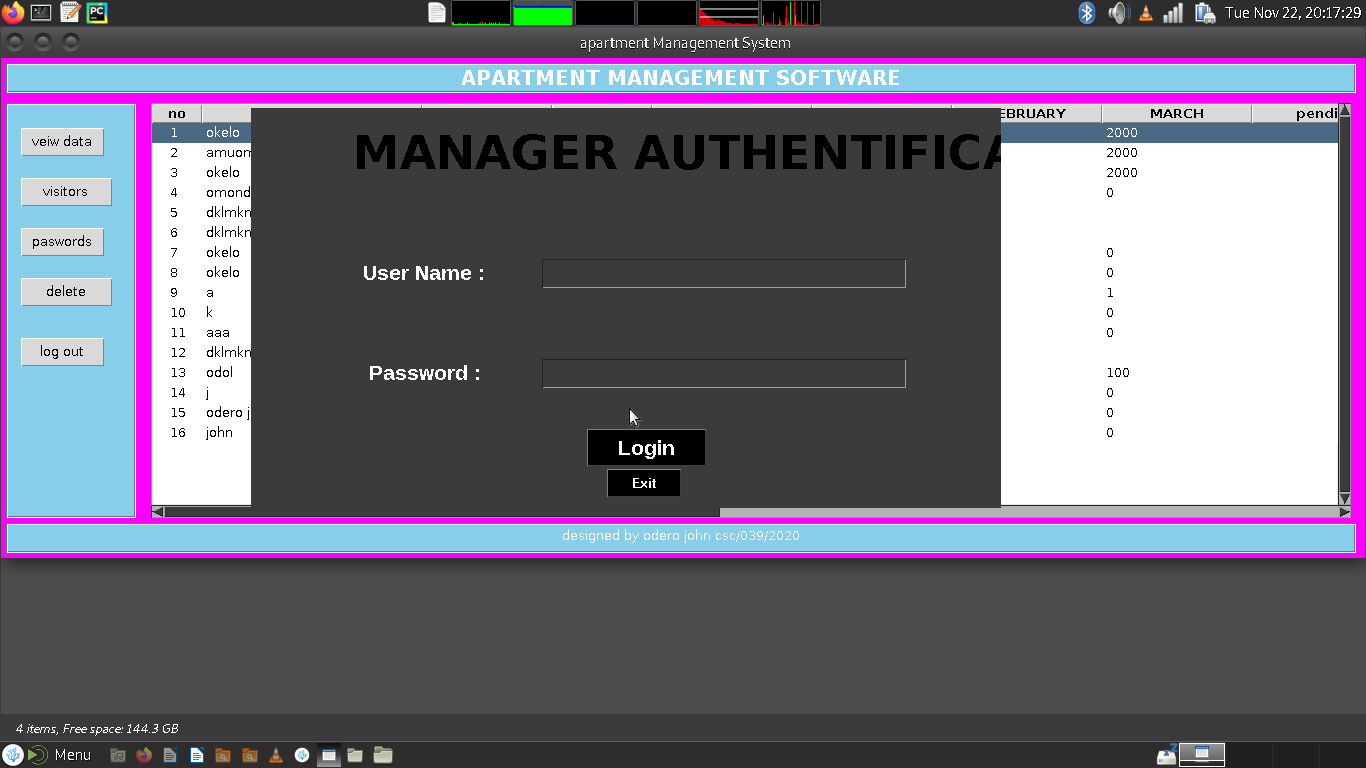 Tue Nov 22, 20:17:29
apartment Management System
APARTMENT MANAGEMENT SOFTWARE
veiw data
visitors
paswords
delete
log out
no EBRUARY MARCH pendi
1 okelo 2000
2 amuom 2000
3 okelo 2000
4 omond 0
5 dklmkn
6 dklmkn
7 okelo 0
8 okelo 0
9 a 1
10 k 0
11 aaa 0
12 dklmkn
13 odol 100
14 j 0
15 odero j 0
16 john 0
MANAGER AUTHENTIFICA
User Name :
Password :
Login
Exit
designed by odero john csc/039/2020
4 items, Free space: 144.3 GB
Menu